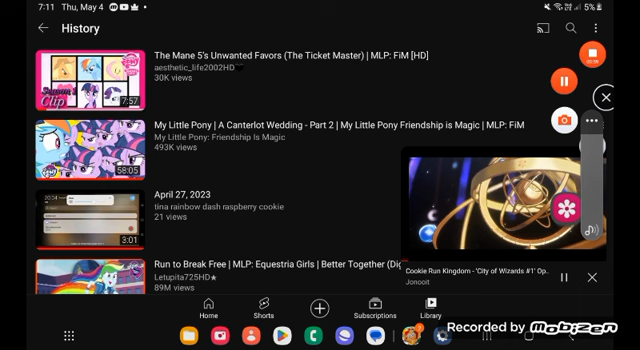 7:11 Thu, May 4
5%
History
The Mane 5's Unwanted Favors (The Ticket Master) | MLP: FiM [HD]
aesthetic_life2002HD
30K views
Clip
7:57
My Little Pony | A Canterlot Wedding - Part 2 | My Little Pony Friendship is Magic | MLP: FiM
My Little Pony: Friendship Is Magic
493K views
58:05
April 27, 2023
tina rainbow dash raspberry cookie
21 views
3:01
Run to Break Free | MLP: Equestria Girls | Better Together (Dig
Letupita725HD★
89M views
Cookie Run Kingdom - 'City of Wizards #1' Op..
Jonooit
Home
Shorts
Subscriptions
Library
Recorded by mobizen